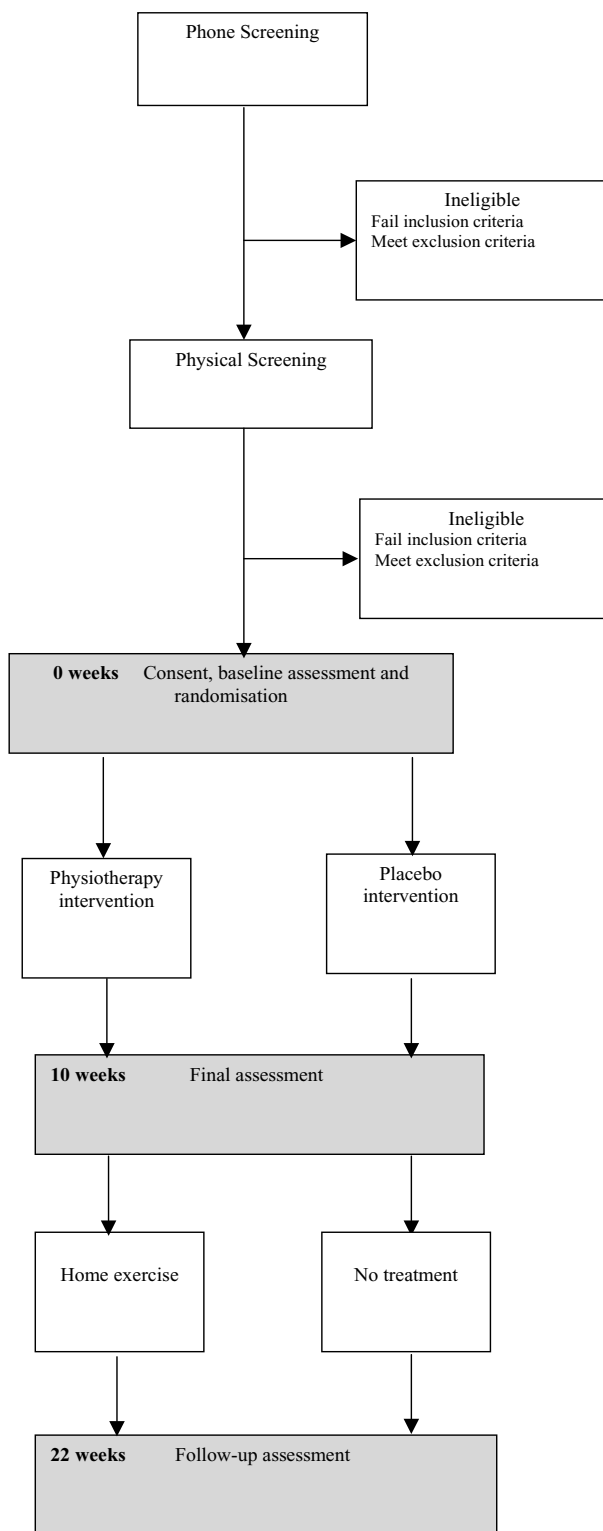 Phone Screening
Ineligible
Fail inclusion criteria
Meet exclusion criteria
Physical Screening
Ineligible
Fail inclusion criteria
Meet exclusion criteria
0 weeks Consent, baseline assessment and
randomisation
Physiotherapy
intervention
Placebo
intervention
10 weeks Final assessment
Home exercise
No treatment
22 weeks Follow-up assessment